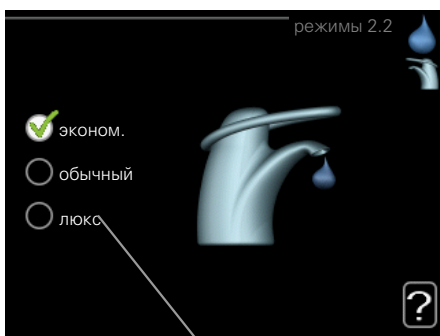 режимы 2.2
эконом.
обычный
люкс
?